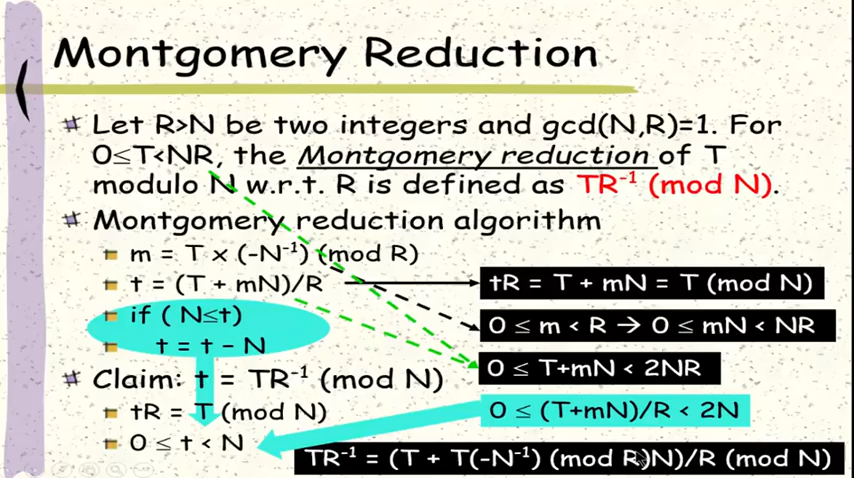 Montgomery Reduction
Let R>N be two integers and gcd(N,R)=1. For
0≤T<NR, the Montgomery reduction of T
modulo N w.r.t. R is defined as TR⁻¹ (mod N).
Montgomery reduction algorithm
m = T x (-N⁻¹) (mod R)
t = (T + mN)/R
tR = T + mN = T (mod N)
if ( N≤t)
0 ≤ m < R → 0 ≤ mN < NR
t = t - N
0 ≤ T+mN < 2NR
Claim: t = TR⁻¹ (mod N)
tR = T (mod N)
0 ≤ (T+mN)/R < 2N
0 ≤ t < N
TR⁻¹ = (T + T(-N⁻¹) (mod R)N)/R (mod N)